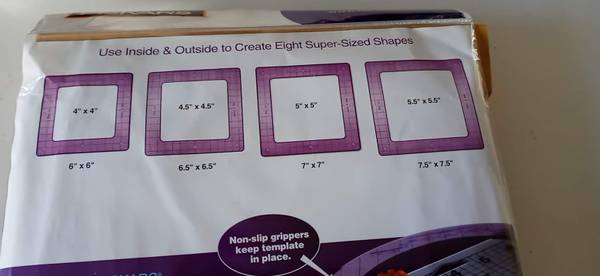 Use Inside & Outside to Create Eight Super-Sized Shapes
4" x 4"
4.5" x 4.5"
5" x 5"
5.5" x 5.5"
6" x 6"
6.5" x 6.5"
7" x 7"
7.5" x 7.5"
Non-slip grippers
keep template
in place.